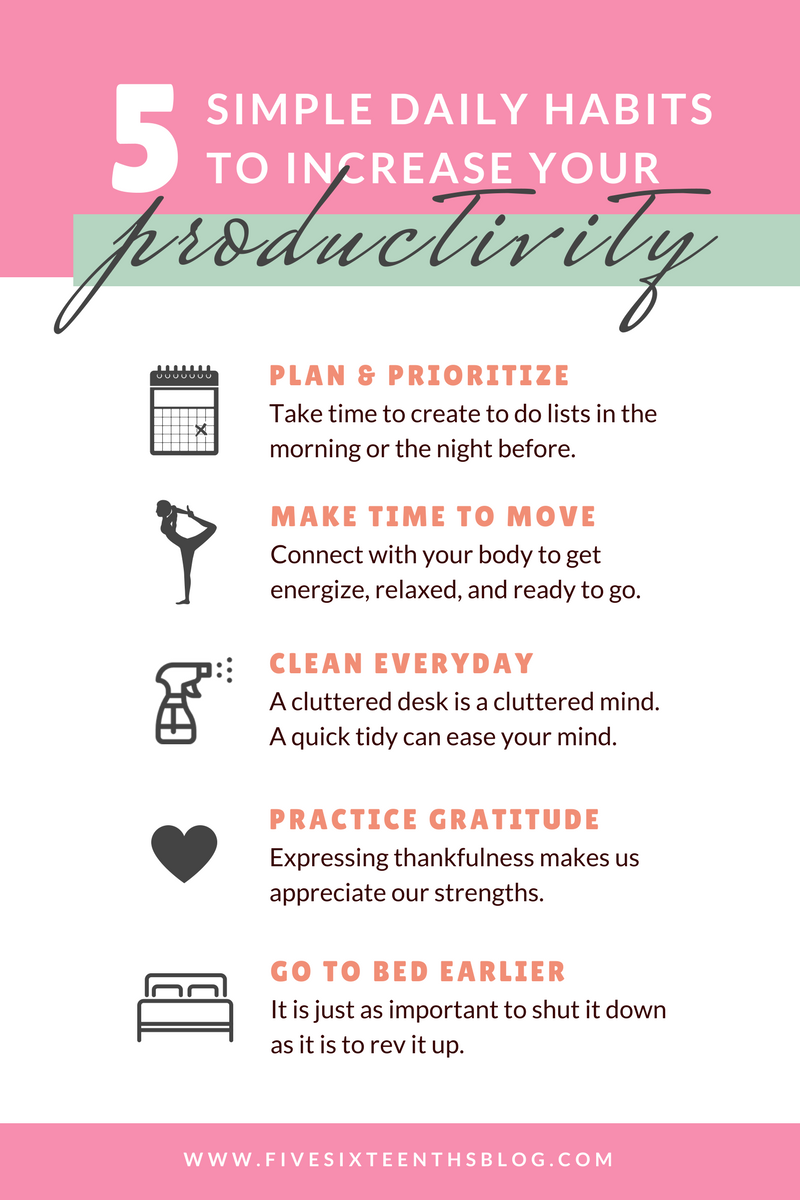 5 SIMPLE DAILY HABITS
TO INCREASE YOUR
productivity
PLAN & PRIORITIZE
Take time to create to do lists in the
morning or the night before.
MAKE TIME TO MOVE
Connect with your body to get
energize, relaxed, and ready to go.
CLEAN EVERYDAY
A cluttered desk is a cluttered mind.
A quick tidy can ease your mind.
PRACTICE GRATITUDE
Expressing thankfulness makes us
appreciate our strengths.
GO TO BED EARLIER
It is just as important to shut it down
as it is to rev it up.
WWW.FIVESIXTEENTHSBLOG.COM